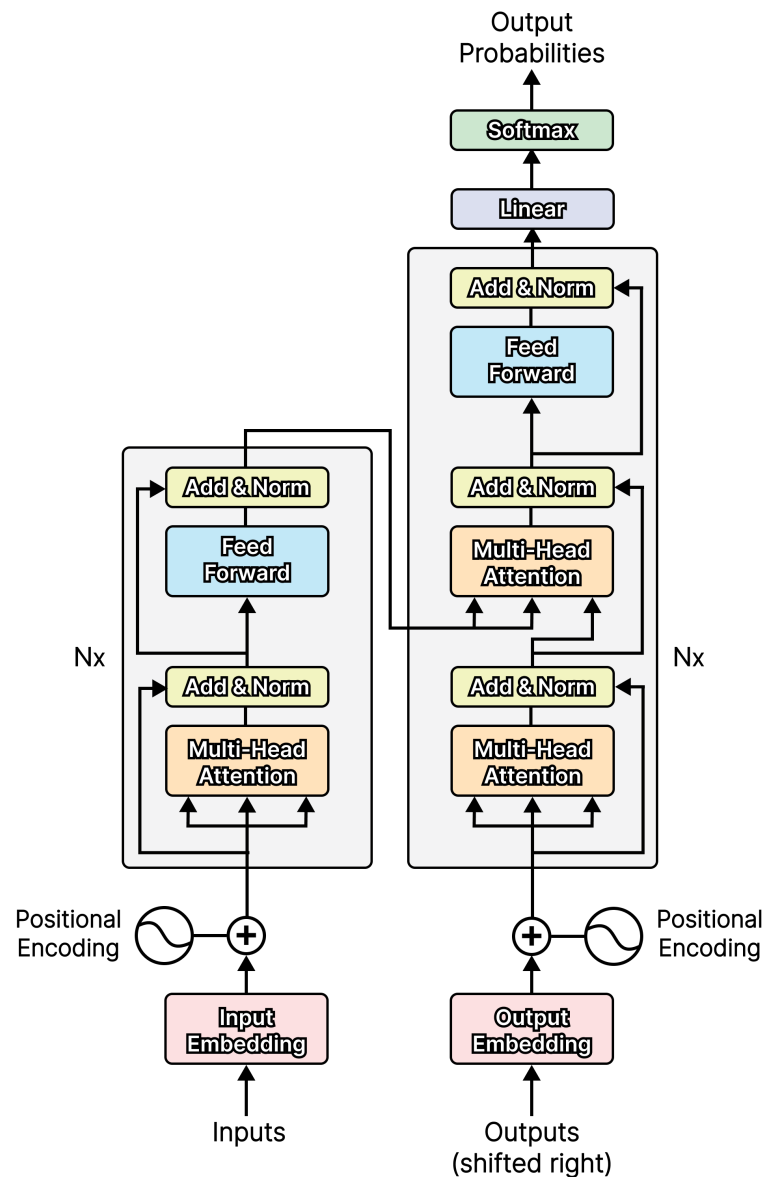 Output
Probabilities
Softmax
Linear
Add & Norm
Feed
Forward
Add & Norm
Multi-Head
Attention
Add & Norm
Multi-Head
Attention
Nx
Add & Norm
Feed
Forward
Add & Norm
Multi-Head
Attention
Nx
Positional
Encoding
+
Input
Embedding
Inputs
+
Positional
Encoding
Output
Embedding
Outputs
(shifted right)